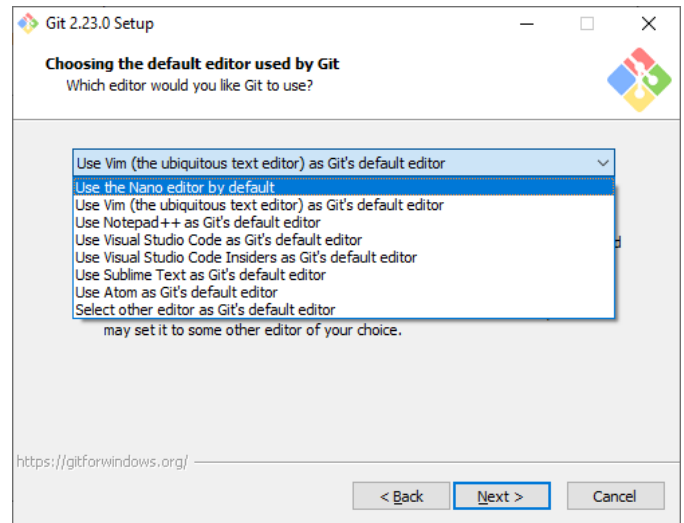 Git 2.23.0 Setup
Choosing the default editor used by Git
Which editor would you like Git to use?
Use Vim (the ubiquitous text editor) as Git's default editor
Use the Nano editor by default
Use Vim (the ubiquitous text editor) as Git's default editor
Use Notepad++ as Git's default editor
Use Visual Studio Code as Git's default editor
Use Visual Studio Code Insiders as Git's default editor
Use Sublime Text as Git's default editor
Use Atom as Git's default editor
Select other editor as Git's default editor
may set it to some other editor of your choice.
https://gitforwindows.org/
< Back
Next >
Cancel